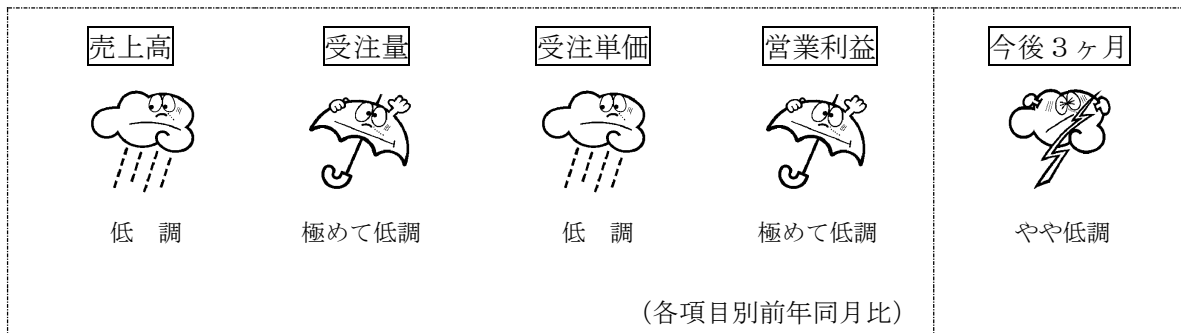 売上高 受注量 受注単価 営業利益 今後３ヶ月
低　調 極めて低調 低　調 極めて低調 やや低調
（各項目別前年同月比）